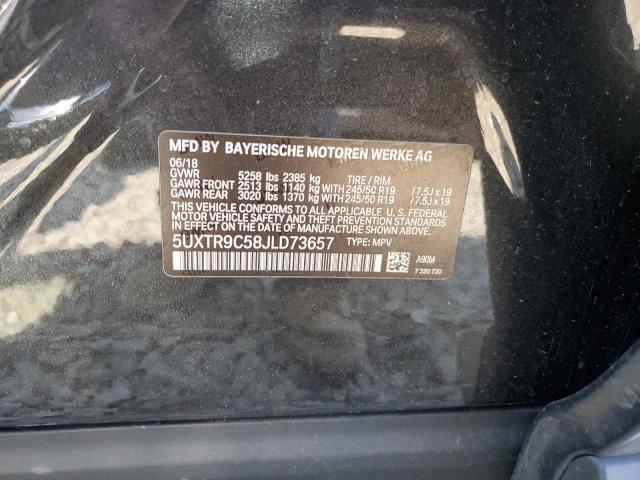 MFD BY BAYERISCHE MOTOREN WERKE AG
06/18
GVWR 5258 lbs 2385 kg TIRE / RIM
GAWR FRONT 2513 lbs 1140 kg WITH 245/50 R19 /7.5J x 19
GAWR REAR 3020 lbs 1370 kg WITH 245/50 R19 /7.5J x 19
THIS VEHICLE CONFORMS TO ALL APPLICABLE U. S. FEDERAL
MOTOR VEHICLE SAFETY STANDARDS IN EFFECT ON THE
DATE OF MANUFACTURE SHOWN ABOVE.
5UXTR9C58JLD73657 TYPE: MPV
A90M
7 320 730